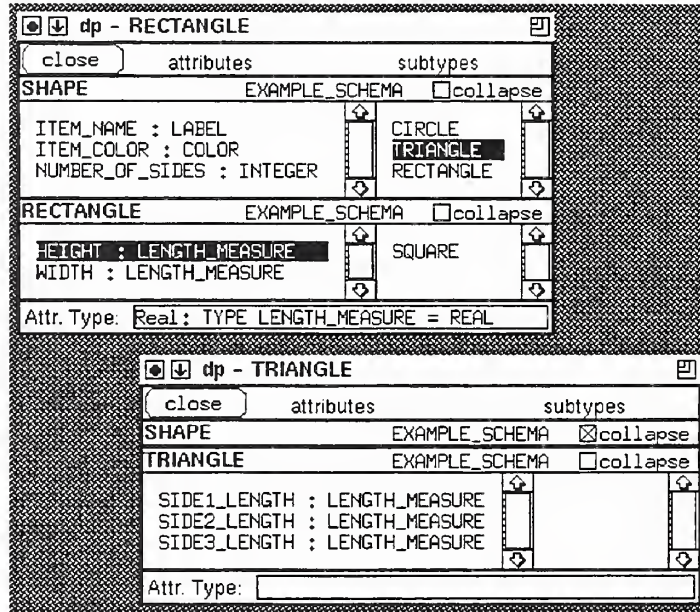 dp - RECTANGLE
close attributes subtypes
SHAPE EXAMPLE_SCHEMA collapse
ITEM_NAME : LABEL
ITEM_COLOR : COLOR
NUMBER_OF_SIDES : INTEGER
CIRCLE
TRIANGLE
RECTANGLE
RECTANGLE EXAMPLE_SCHEMA collapse
HEIGHT : LENGTH_MEASURE
WIDTH : LENGTH_MEASURE
SQUARE
Attr. Type: Real: TYPE LENGTH_MEASURE = REAL
dp - TRIANGLE
close attributes subtypes
SHAPE EXAMPLE_SCHEMA collapse
TRIANGLE EXAMPLE_SCHEMA collapse
SIDE1_LENGTH : LENGTH_MEASURE
SIDE2_LENGTH : LENGTH_MEASURE
SIDE3_LENGTH : LENGTH_MEASURE
Attr. Type: